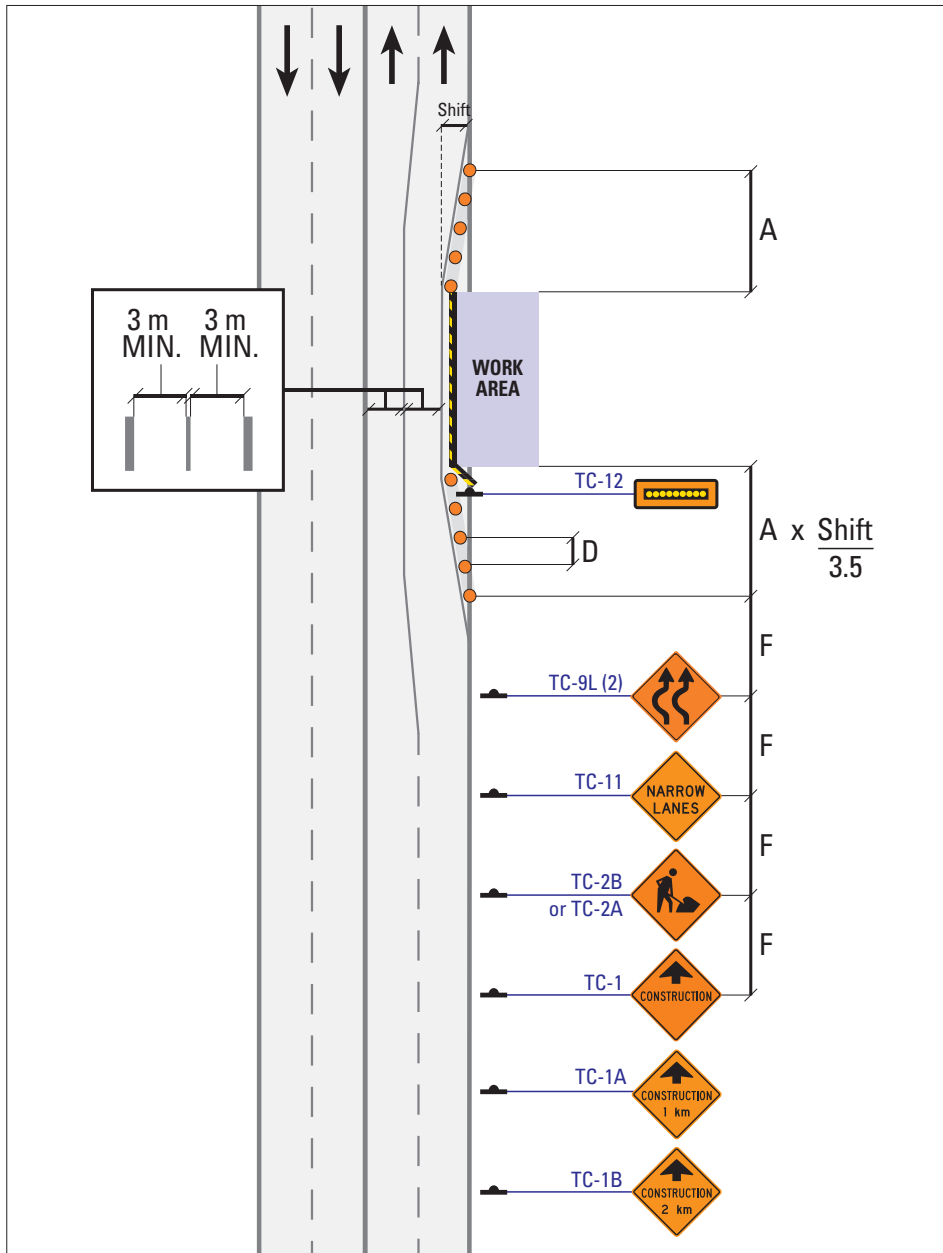 Shift
A
3 m 3 m
MIN. MIN.
WORK
AREA
TC-12
A x Shift
3.5
D
F
TC-9L (2)
F
TC-11
NARROW
LANES
F
TC-2B
or TC-2A
F
TC-1
CONSTRUCTION
TC-1A
CONSTRUCTION
1 km
TC-1B
CONSTRUCTION
2 km